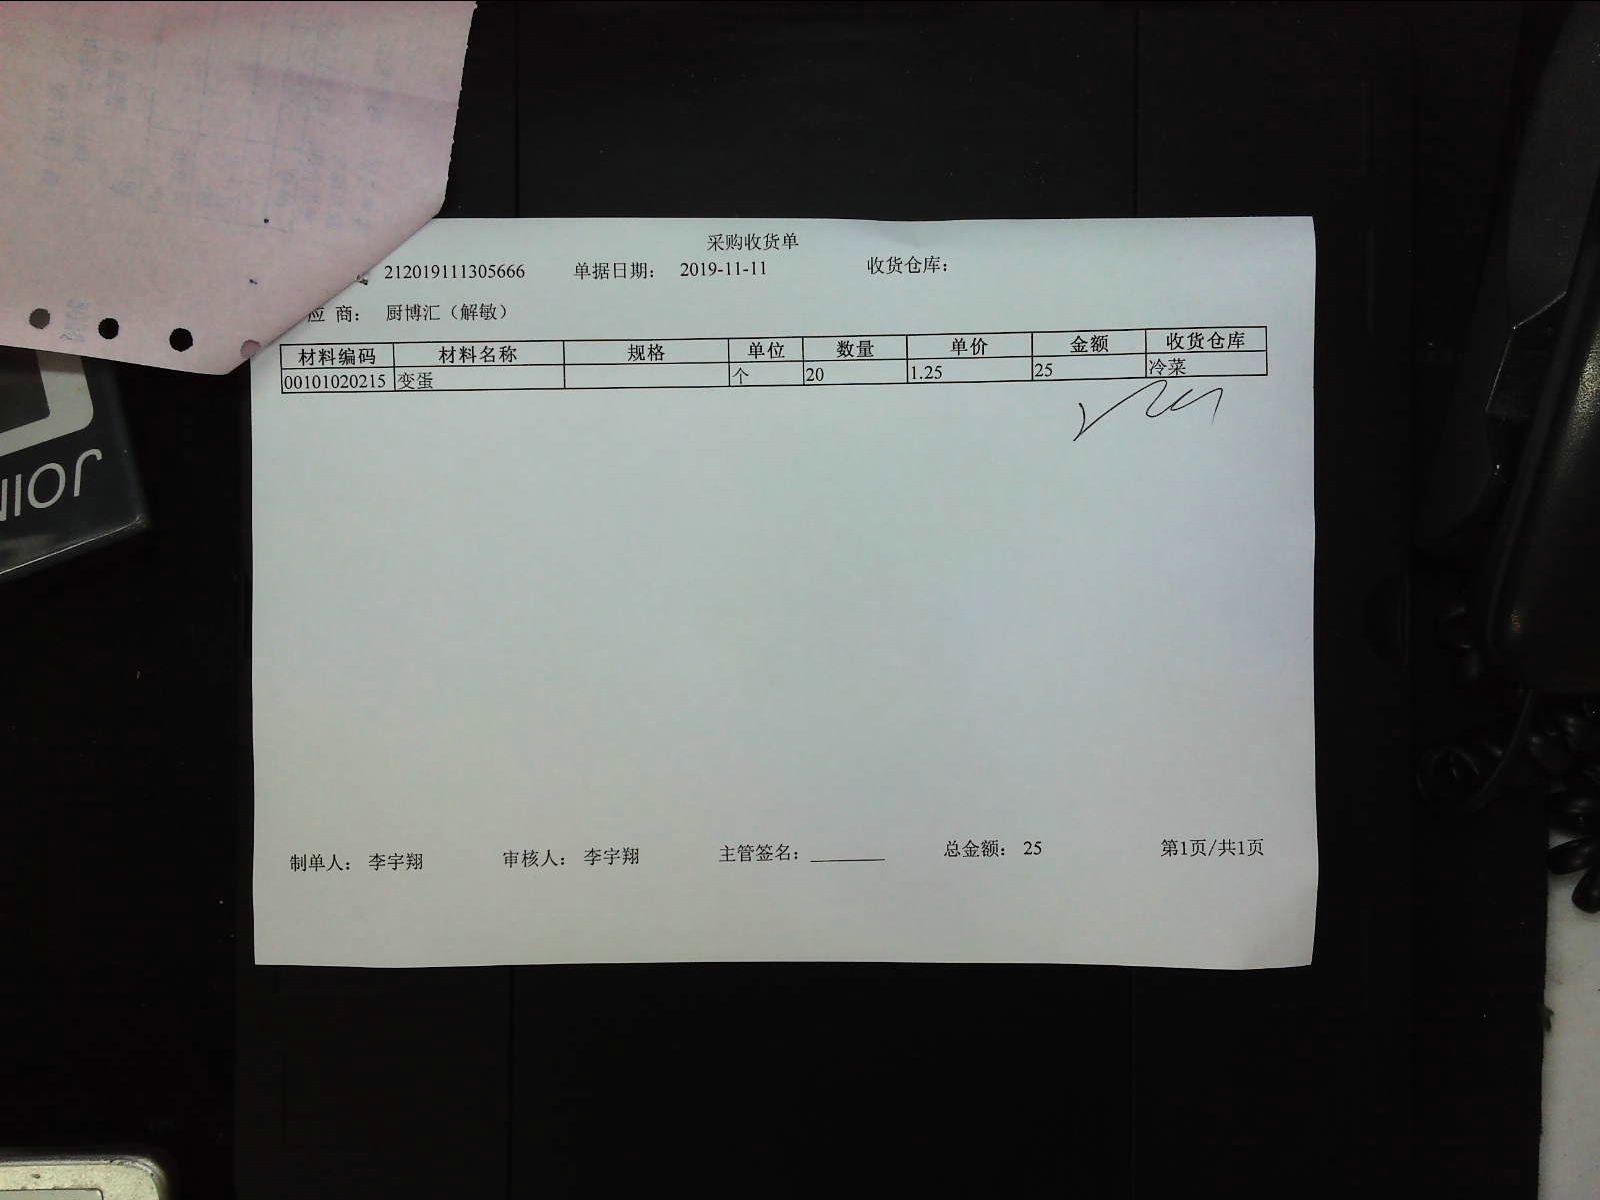 采购收货单
212019111305666 单据日期： 2019-11-11 收货仓库：
应 商： 厨博汇（解敏）
材料编码 材料名称 规格 单位 数量 单价 金额 收货仓库
00101020215 变蛋 个 20 1.25 25 冷菜
制单人： 李宇翔 审核人： 李宇翔 主管签名： 总金额： 25 第1页/共1页
JOIN